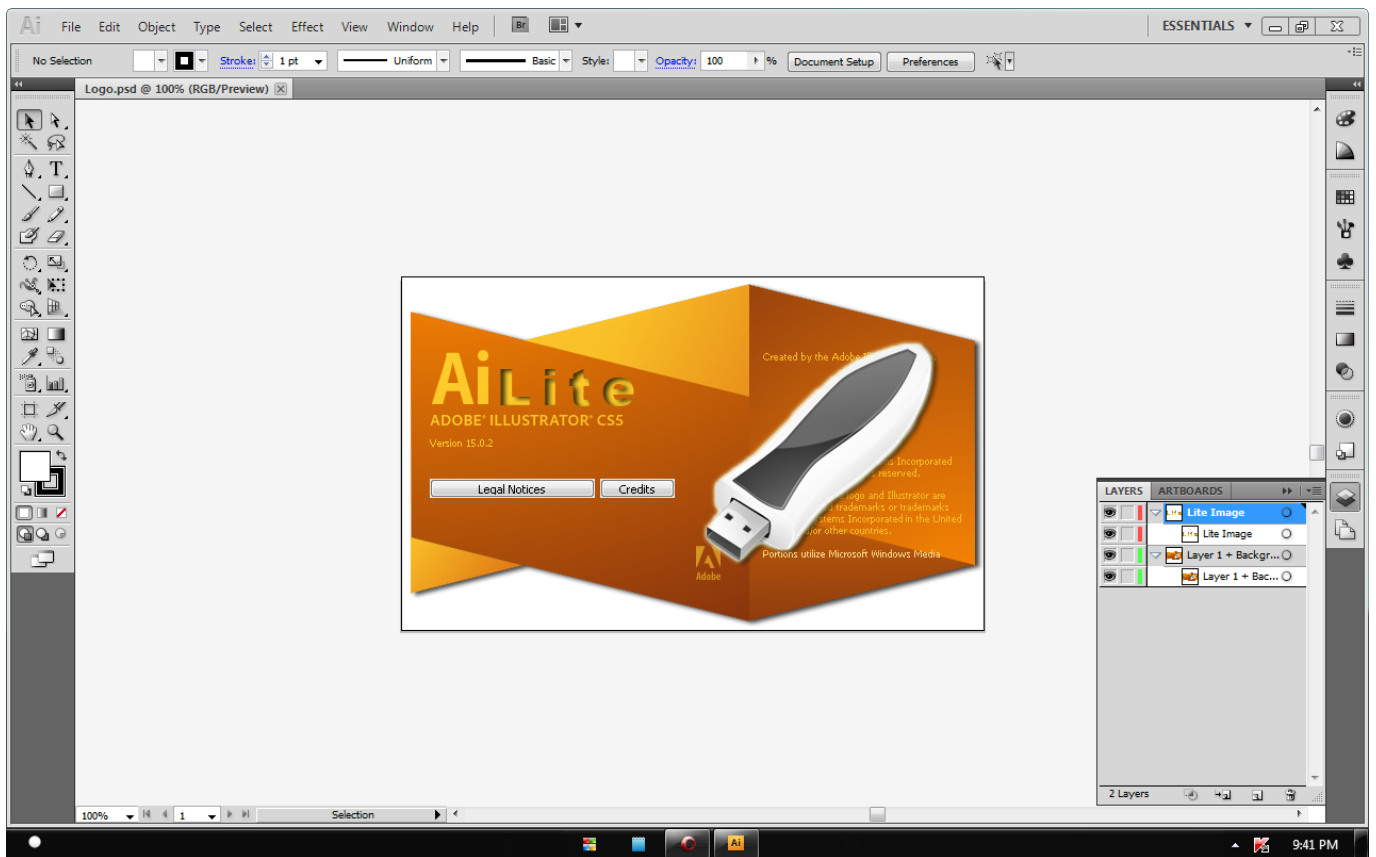 Ai File Edit Object Type Select Effect View Window Help Br ESSENTIALS
No Selection Stroke: 1 pt Uniform Basic Style: Opacity: 100 % Document Setup Preferences
Logo.psd @ 100% (RGB/Preview)
Created by the Adobe
Ai Lite
ADOBE® ILLUSTRATOR® CS5
Version 15.0.2
Incorporated
reserved.
Legal Notices Credits
logo and Illustrator are
trademarks or trademarks
Incorporated in the United
other countries.
Portions utilize Microsoft Windows Media
Adobe
LAYERS ARTBOARDS
Lite Image
Lite Image
Layer 1 + Backgr...
Layer 1 + Bac...
2 Layers
100% 1 Selection
Ai 9:41 PM